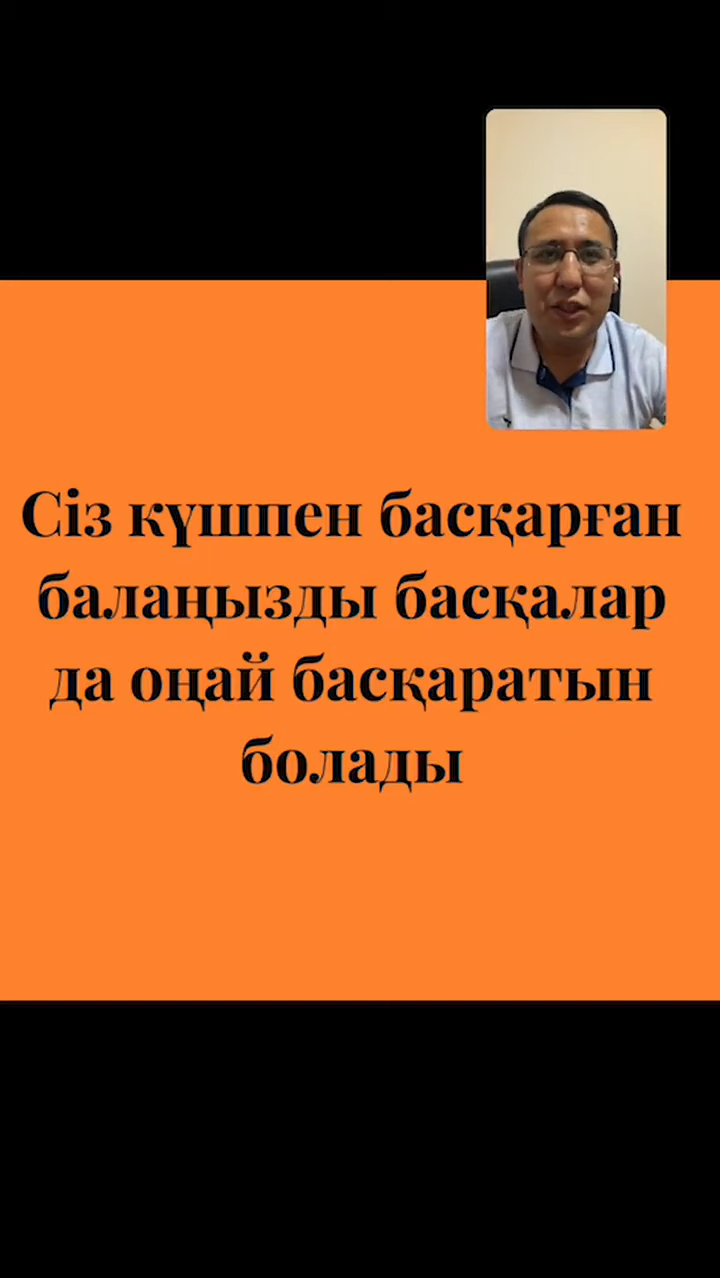 Сіз күшпен басқарған
балаңызды басқалар
да оңай басқаратын
болады